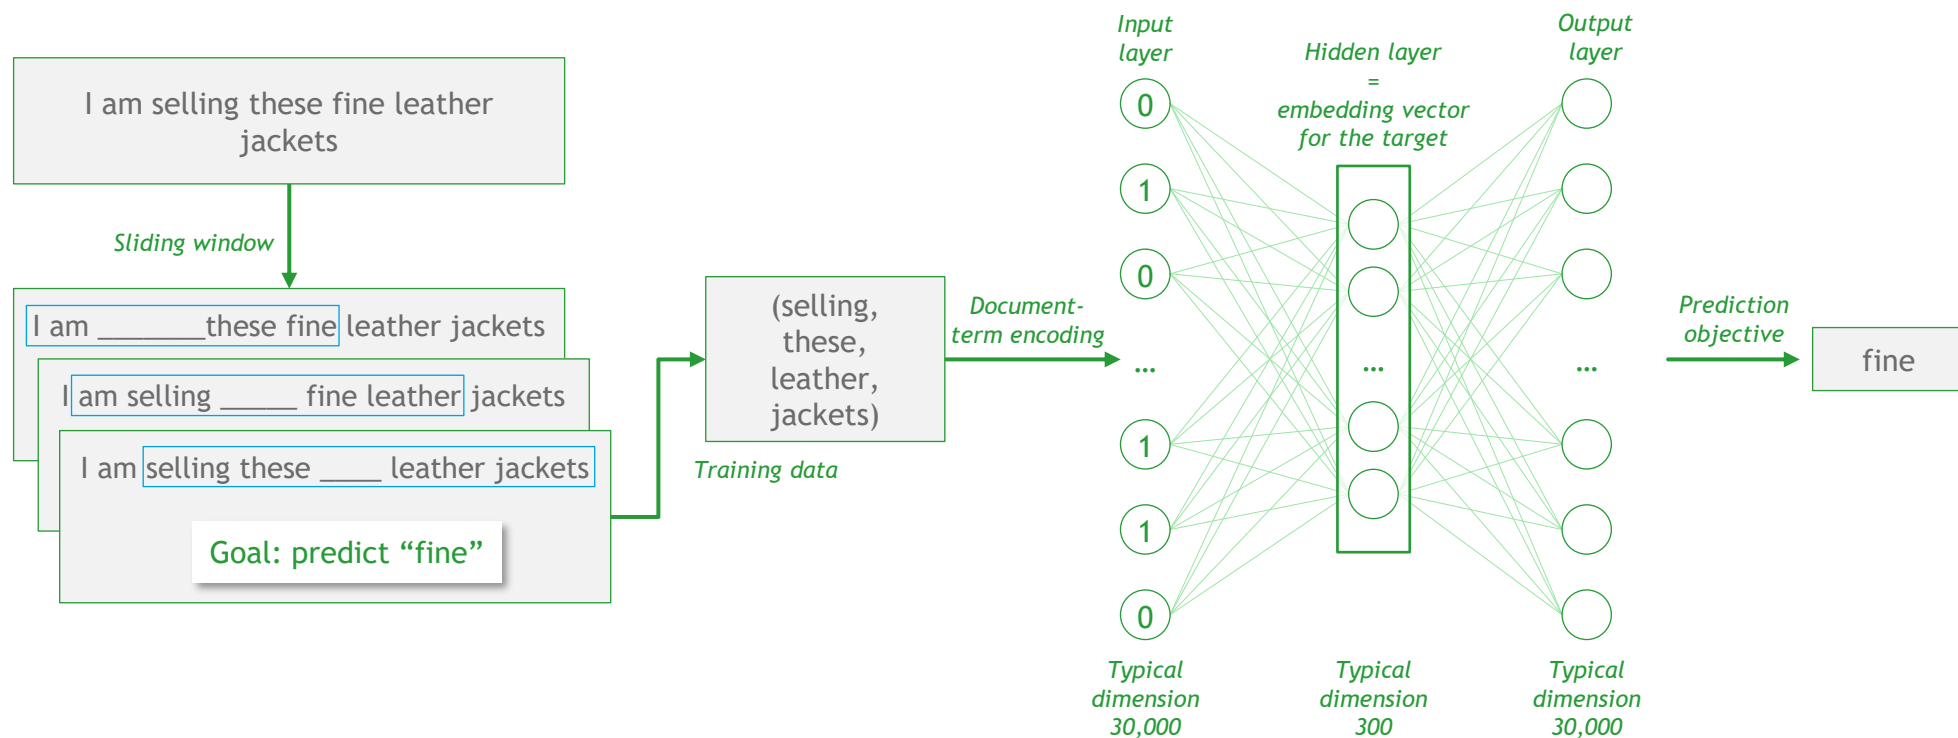 I am selling these fine leather
jackets
Sliding window
I am _______these fine leather jackets
I am selling _____ fine leather jackets
I am selling these ____ leather jackets
Goal: predict “fine”
(selling,
these,
leather,
jackets)
Training data
Document-
term encoding
Input
layer
0
1
0
...
1
1
0
Typical
dimension
30,000
Hidden layer
=
embedding vector
for the target
...
Typical
dimension
300
Output
layer
...
Typical
dimension
30,000
Prediction
objective
fine